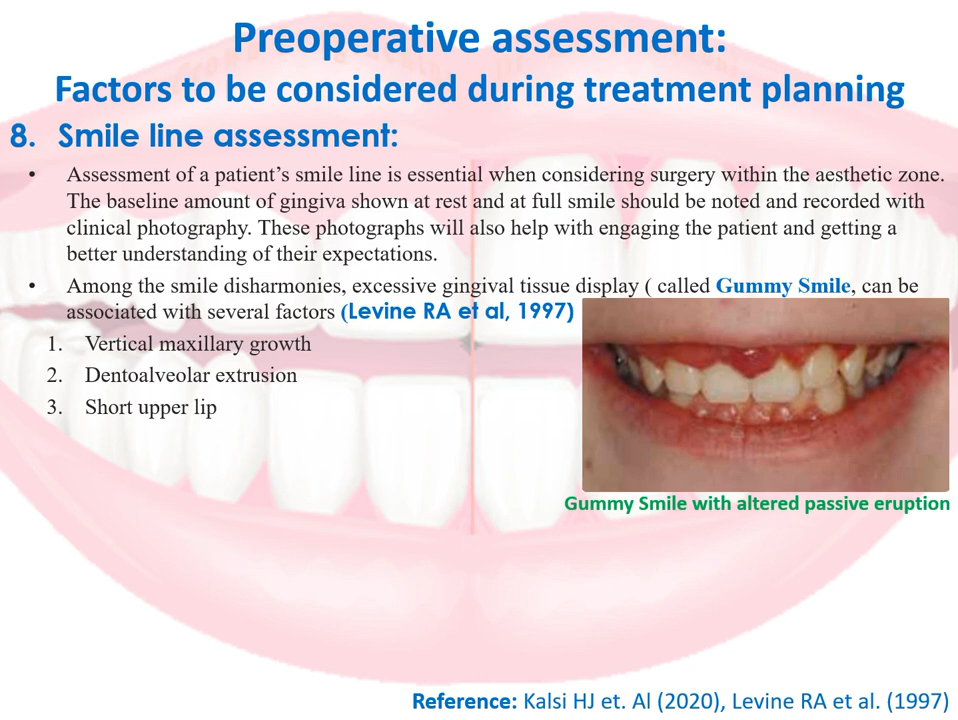 Preoperative assessment:
Factors to be considered during treatment planning
8. Smile line assessment:
• Assessment of a patient's smile line is essential when considering surgery within the aesthetic zone.
The baseline amount of gingiva shown at rest and at full smile should be noted and recorded with
clinical photography. These photographs will also help with engaging the patient and getting a
better understanding of their expectations.
• Among the smile disharmonies, excessive gingival tissue display ( called Gummy Smile, can be
associated with several factors (Levine RA et al, 1997)
1. Vertical maxillary growth
2. Dentoalveolar extrusion
3. Short upper lip
Gummy Smile with altered passive eruption
Reference: Kalsi HJ et. Al (2020), Levine RA et al. (1997)